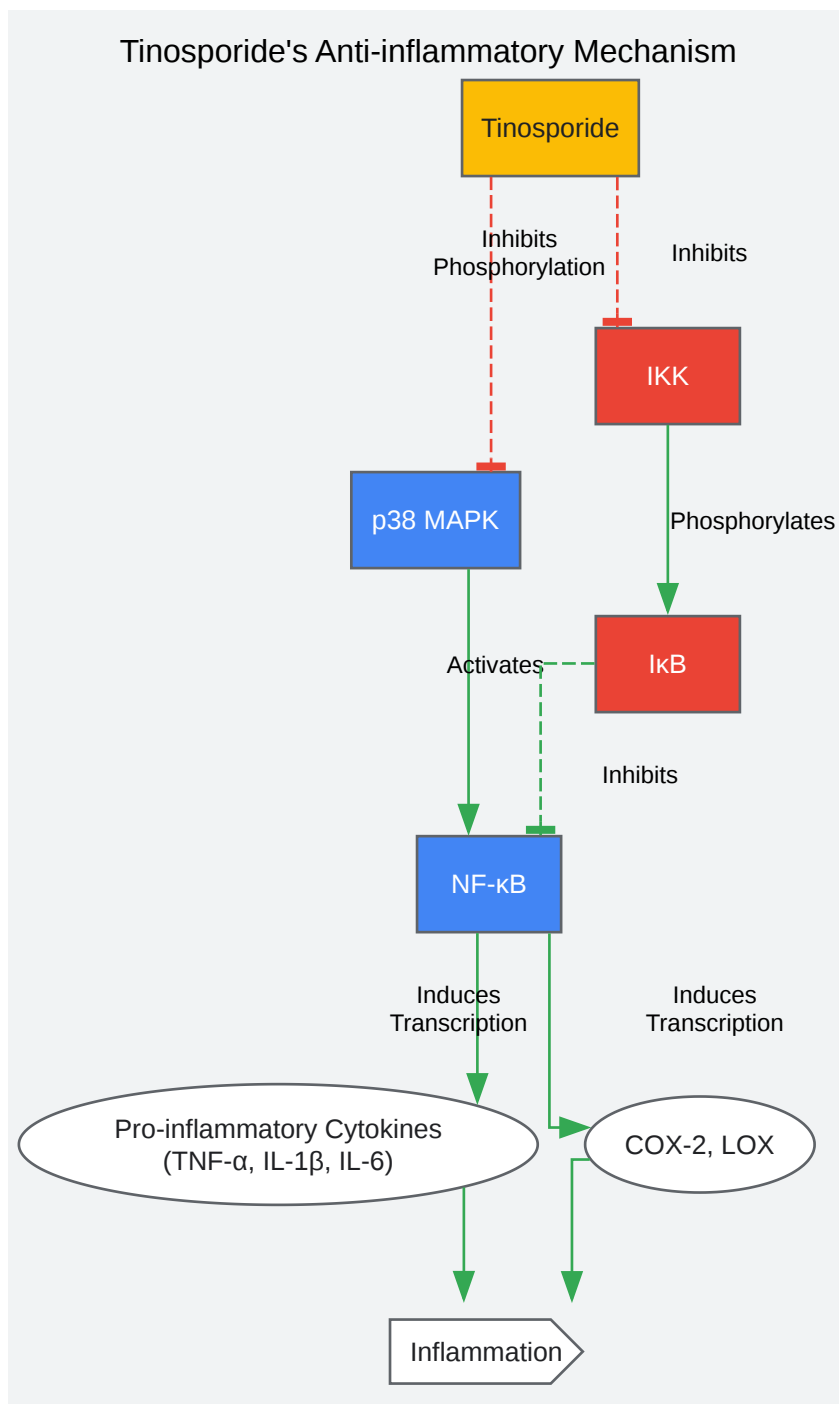 Tinosporide's Anti-inflammatory Mechanism
Tinosporide
Inhibits
Phosphorylation
Inhibits
IKK
p38 MAPK
Phosphorylates
Activates
IκB
Inhibits
NF-κB
Induces
Transcription
Induces
Transcription
Pro-inflammatory Cytokines
(TNF-α, IL-1β, IL-6)
COX-2, LOX
Inflammation